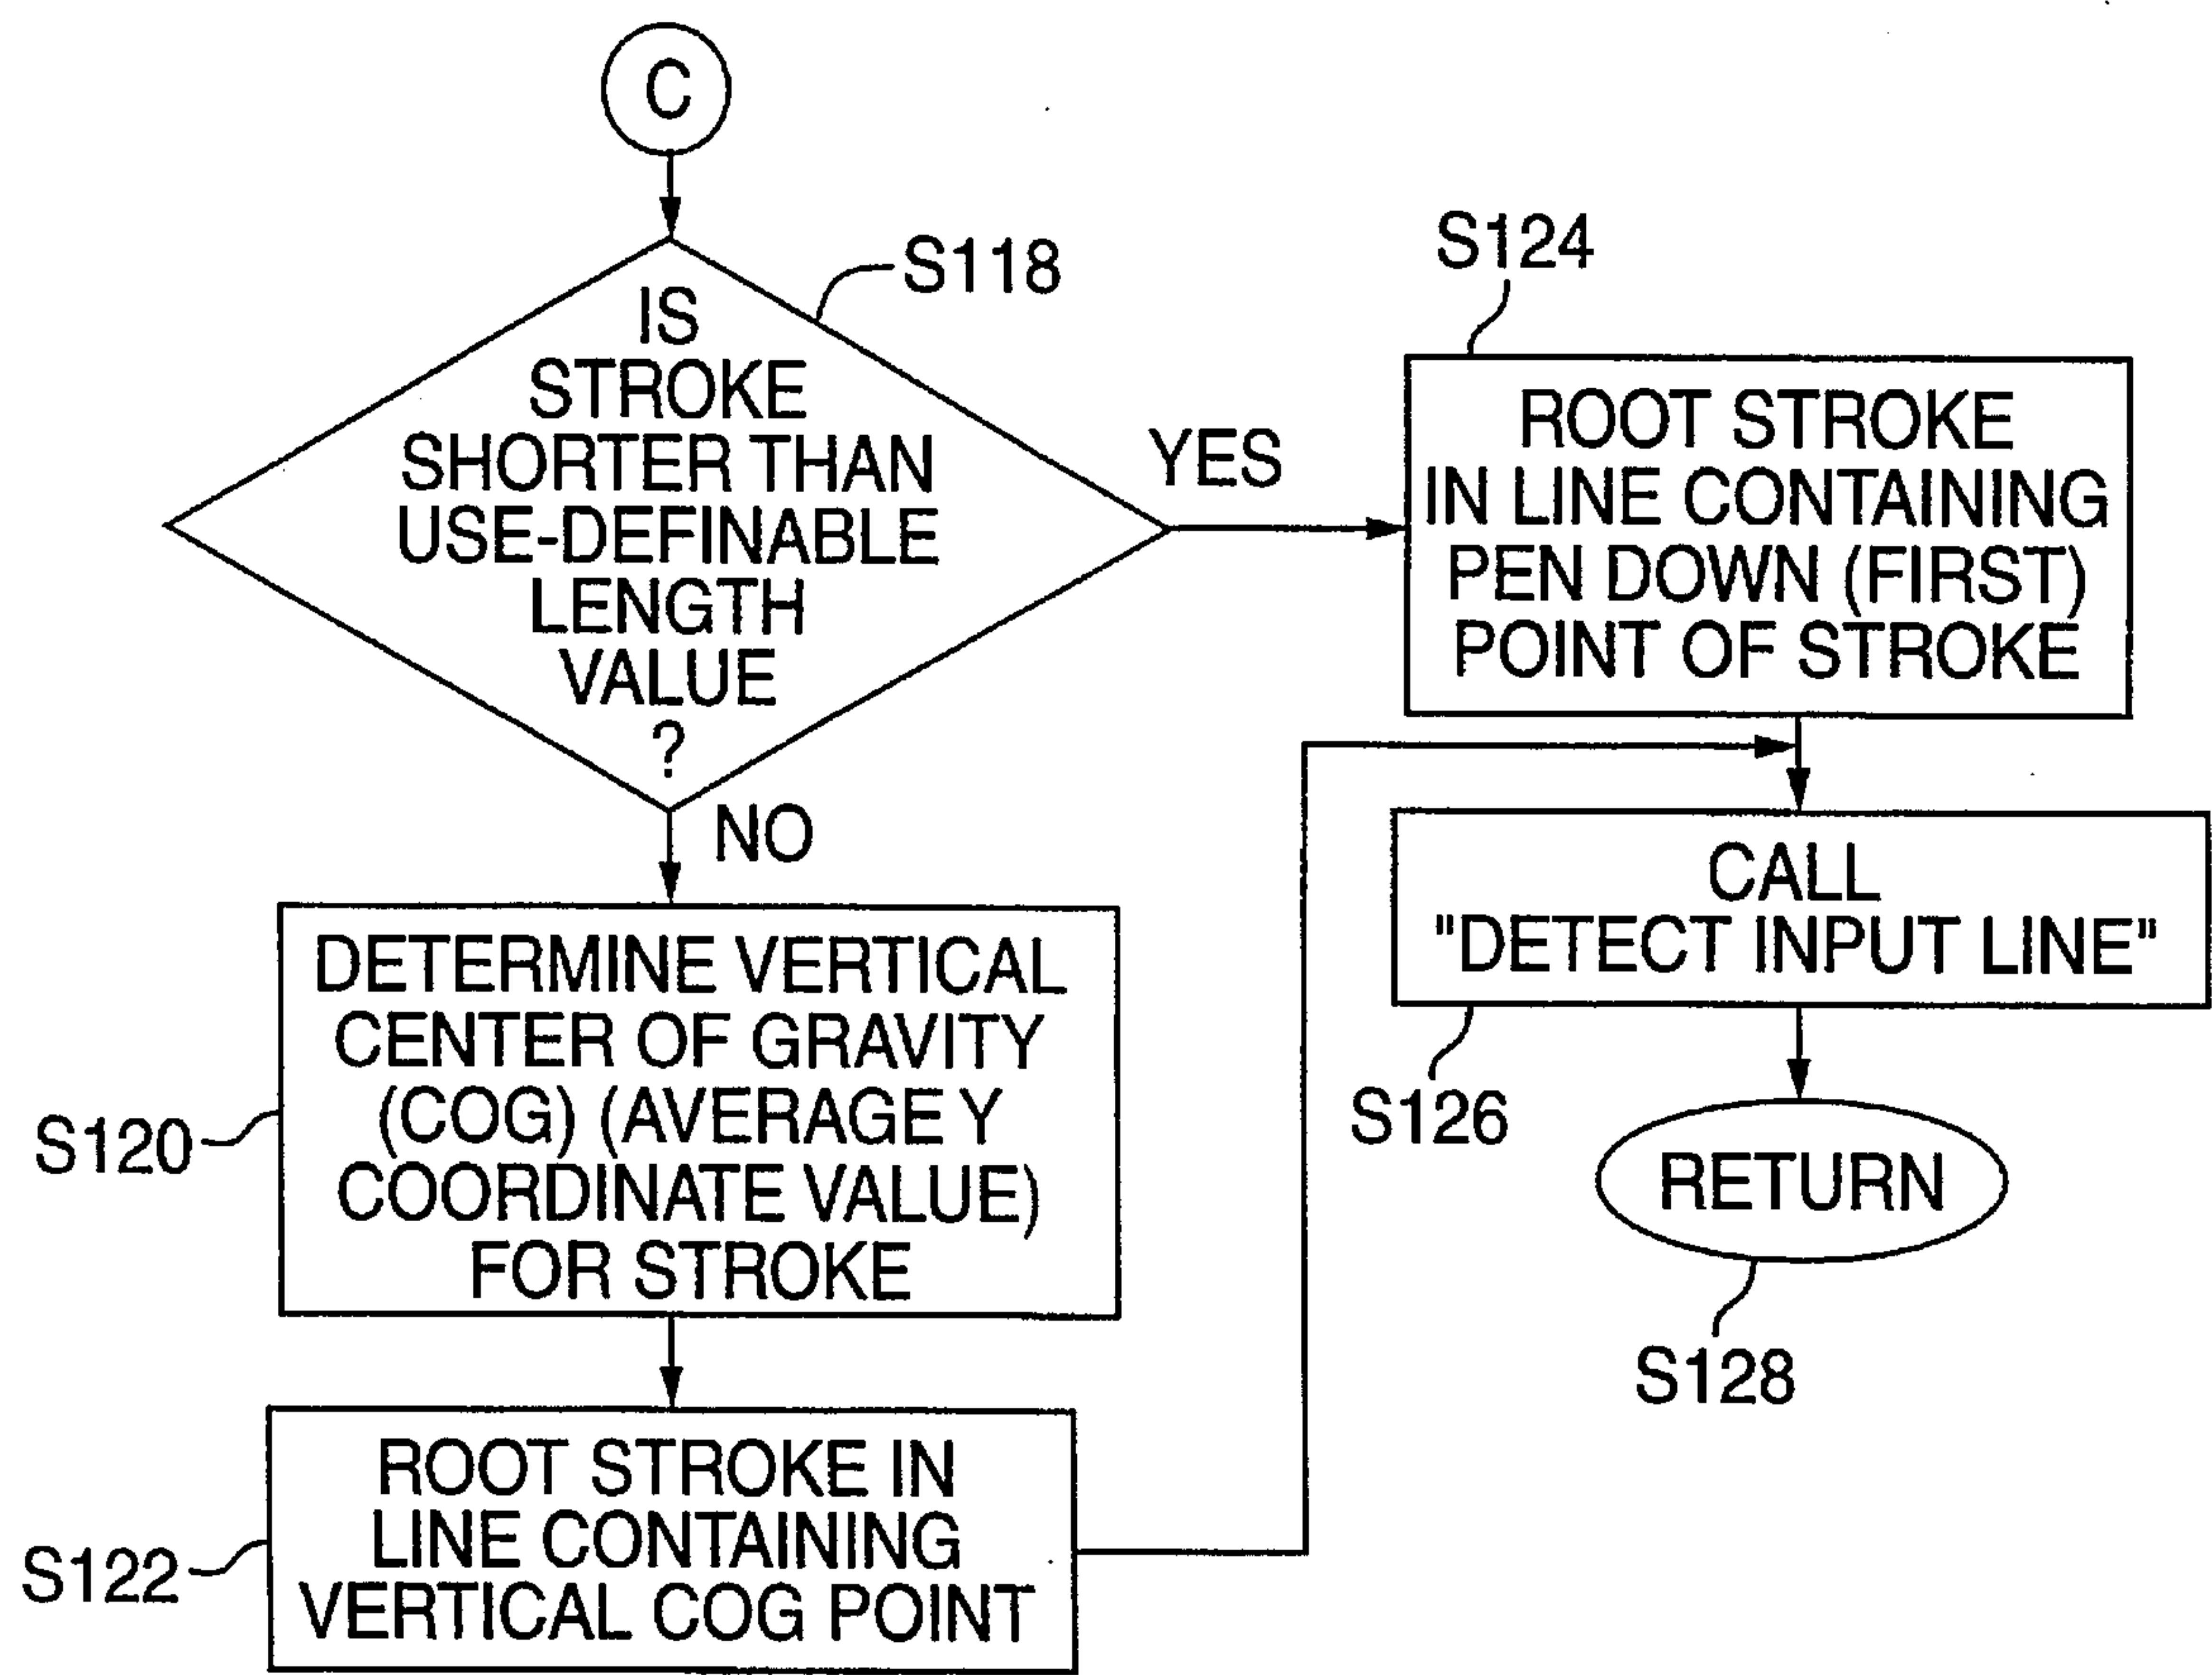 C
S118
IS
STROKE
SHORTER THAN
USE-DEFINABLE
LENGTH
VALUE
?
YES
NO
S124
ROOT STROKE
IN LINE CONTAINING
PEN DOWN (FIRST)
POINT OF STROKE
DETERMINE VERTICAL
CENTER OF GRAVITY
(COG) (AVERAGE Y
COORDINATE VALUE)
FOR STROKE
S120
ROOT STROKE IN
LINE CONTAINING
VERTICAL COG POINT
S122
CALL
"DETECT INPUT LINE"
S126
RETURN
S128